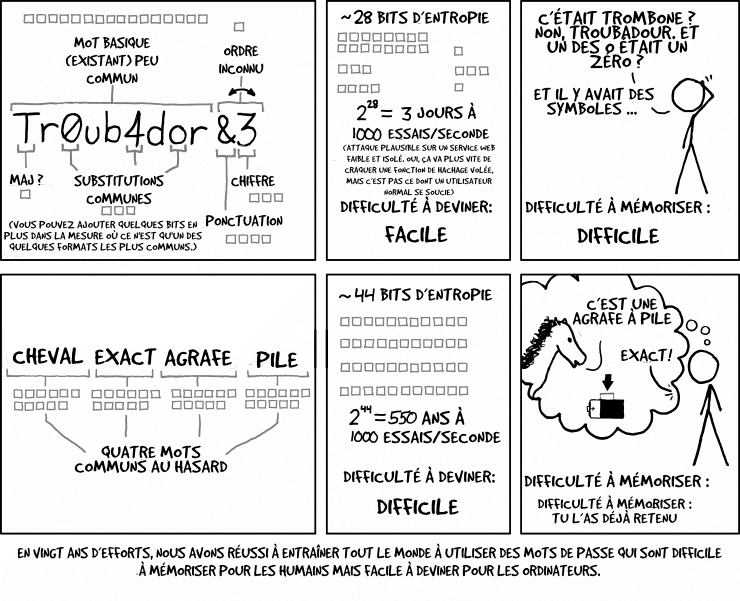 MOT BASIQUE
(EXISTANT) PEU
COMMUN
ORDRE
INCONNU
Tr0ub4dor &3
MAJ ?
SUBSTITUTIONS
COMMUNES
CHIFFRE
PONCTUATION
(VOUS POUVEZ AJOUTER QUELQUES BITS EN
PLUS DANS LA MESURE OÙ CE N'EST QU'UN DES
QUELQUES FORMATS LES PLUS COMMUNS.)
~28 BITS D'ENTROPIE
2^28 = 3 JOURS À
1000 ESSAIS/SECONDE
(ATTAQUE PLAUSIBLE SUR UN SERVICE WEB
FAIBLE ET ISOLÉ. OUI, ÇA VA PLUS VITE DE
CRAQUER UNE FONCTION DE HACHAGE VOLÉE,
MAIS C'EST PAS CE DONT UN UTILISATEUR
NORMAL SE SOUCIE)
DIFFICULTÉ À DEVINER:
FACILE
C'ÉTAIT TROMBONE ?
NON, TROUBADOUR. ET
UN DES O ÉTAIT UN
ZÉRO ?
ET IL Y AVAIT DES
SYMBOLES ...
DIFFICULTÉ À MÉMORISER :
DIFFICILE
CHEVAL EXACT AGRAFE PILE
QUATRE MOTS
COMMUNS AU HASARD
~44 BITS D'ENTROPIE
2^44 = 550 ANS À
1000 ESSAIS/SECONDE
DIFFICULTÉ À DEVINER:
DIFFICILE
C'EST UNE
AGRAFE À PILE
EXACT!
+
DIFFICULTÉ À MÉMORISER :
DIFFICULTÉ À MÉMORISER :
TU L'AS DÉJÀ RETENU
EN VINGT ANS D'EFFORTS, NOUS AVONS RÉUSSI À ENTRAÎNER TOUT LE MONDE À UTILISER DES MOTS DE PASSE QUI SONT DIFFICILE
À MÉMORISER POUR LES HUMAINS MAIS FACILE À DEVINER POUR LES ORDINATEURS.